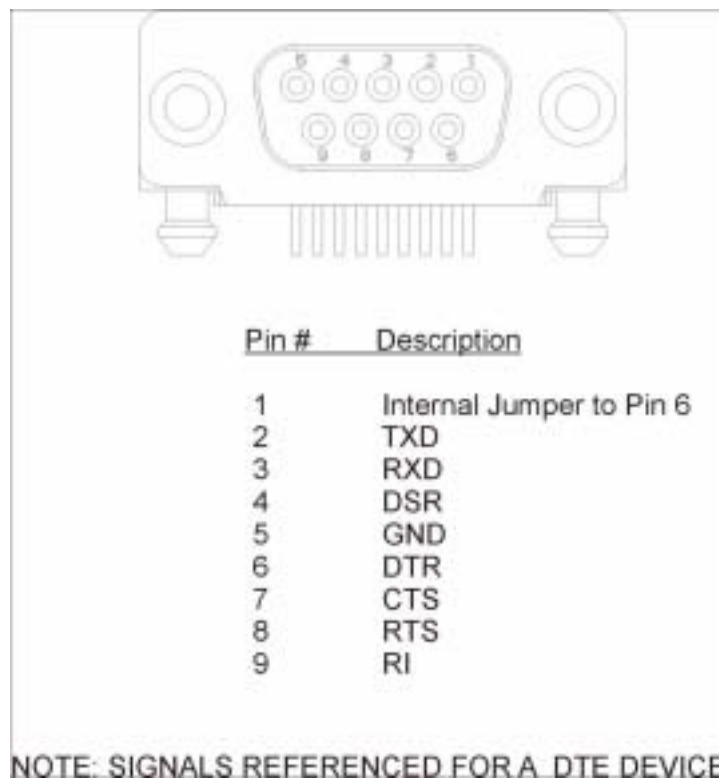 5 4 3 2 1
9 8 7 6
Pin # Description
1 Internal Jumper to Pin 6
2 TXD
3 RXD
4 DSR
5 GND
6 DTR
7 CTS
8 RTS
9 RI
NOTE: SIGNALS REFERENCED FOR A DTE DEVICE